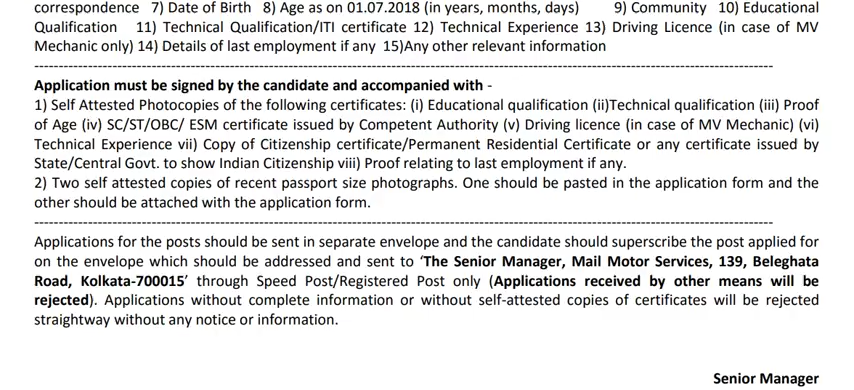 correspondence 7) Date of Birth 8) Age as on 01.07.2018 (in years, months, days) 9) Community 10) Educational
Qualification 11) Technical Qualification/ITI certificate 12) Technical Experience 13) Driving Licence (in case of MV
Mechanic only) 14) Details of last employment if any 15)Any other relevant information
----------------------------------------------------------------------------------------------------------------------------------------------------
Application must be signed by the candidate and accompanied with -
1) Self Attested Photocopies of the following certificates: (i) Educational qualification (ii)Technical qualification (iii) Proof
of Age (iv) SC/ST/OBC/ ESM certificate issued by Competent Authority (v) Driving licence (in case of MV Mechanic) (vi)
Technical Experience vii) Copy of Citizenship certificate/Permanent Residential Certificate or any certificate issued by
State/Central Govt. to show Indian Citizenship viii) Proof relating to last employment if any.
2) Two self attested copies of recent passport size photographs. One should be pasted in the application form and the
other should be attached with the application form.
----------------------------------------------------------------------------------------------------------------------------------------------------
Applications for the posts should be sent in separate envelope and the candidate should superscribe the post applied for
on the envelope which should be addressed and sent to ‘The Senior Manager, Mail Motor Services, 139, Beleghata
Road, Kolkata-700015’ through Speed Post/Registered Post only (Applications received by other means will be
rejected). Applications without complete information or without self-attested copies of certificates will be rejected
straightway without any notice or information.
Senior Manager